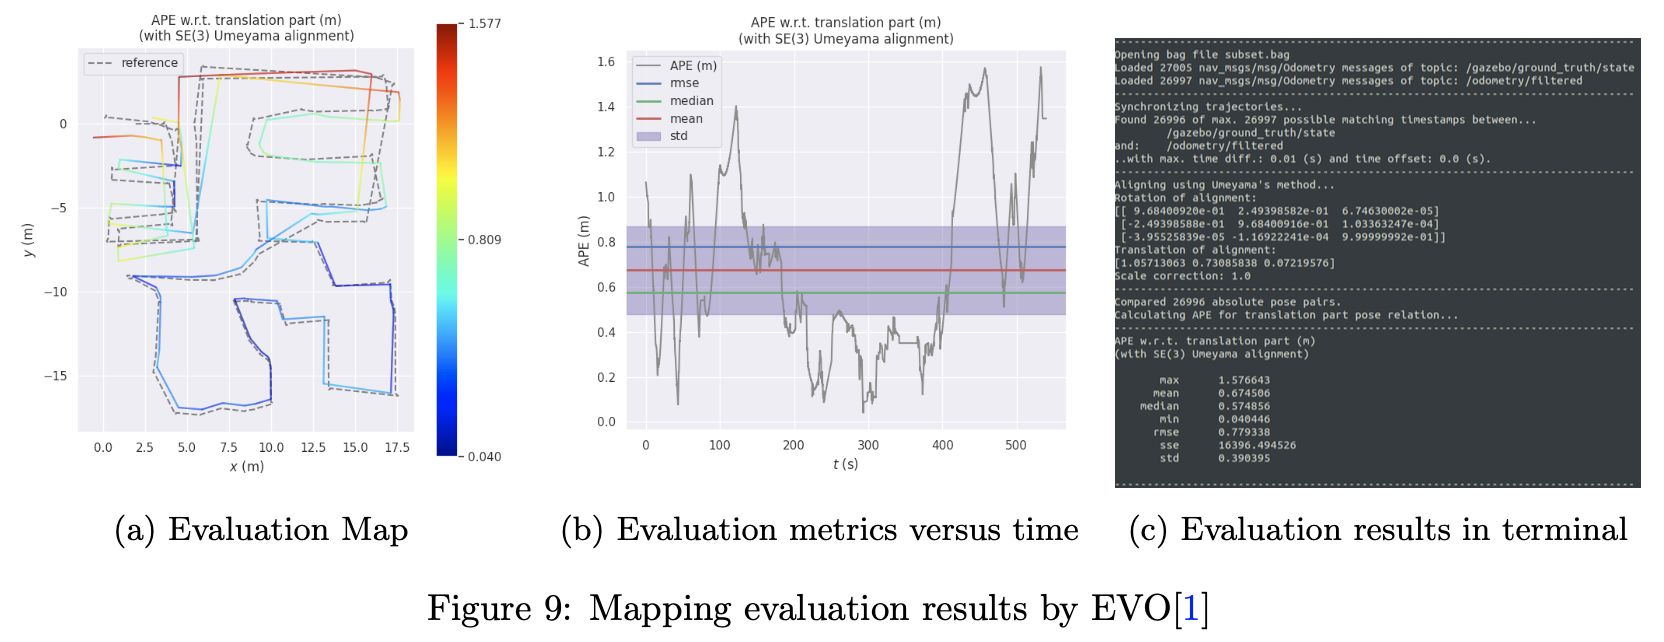 APE w.r.t. translation part (m)
(with SE(3) Umeyama alignment)
reference
0
−5
−10
−15
y (m)
0.0 2.5 5.0 7.5 10.0 12.5 15.0 17.5
x (m)
1.577
0.809
0.040
(a) Evaluation Map
APE w.r.t. translation part (m)
(with SE(3) Umeyama alignment)
APE (m)
rmse
median
mean
std
1.6
1.4
1.2
1.0
0.8
0.6
0.4
0.2
0.0
APE (m)
0 100 200 300 400 500
t (s)
(b) Evaluation metrics versus time
Opening bag file subset.bag
Loaded 27005 nav_msgs/msg/Odometry messages of topic: /gazebo/ground_truth/state
Loaded 26997 nav_msgs/msg/Odometry messages of topic: /odometry/filtered
Synchronizing trajectories...
Found 26996 of max. 26997 possible matching timestamps between...
/gazebo/ground_truth/state
and: /odometry/filtered
..with max. time diff.: 0.01 (s) and time offset: 0.0 (s).
Aligning using Umeyama's method...
Rotation of alignment:
[[ 9.68400920e-01 2.49398582e-01 6.74630002e-05]
[-2.49398588e-01 9.68400916e-01 1.03363247e-04]
[-3.95525839e-05 -1.16922241e-04 9.99999992e-01]]
Translation of alignment:
[1.05713063 0.73085838 0.07219576]
Scale correction: 1.0
Compared 26996 absolute pose pairs.
Calculating APE for translation part pose relation...
APE w.r.t. translation part (m)
(with SE(3) Umeyama alignment)
max 1.576643
mean 0.674506
median 0.574856
min 0.040446
rmse 0.779338
sse 16396.494526
std 0.390395
(c) Evaluation results in terminal
Figure 9: Mapping evaluation results by EVO[1]